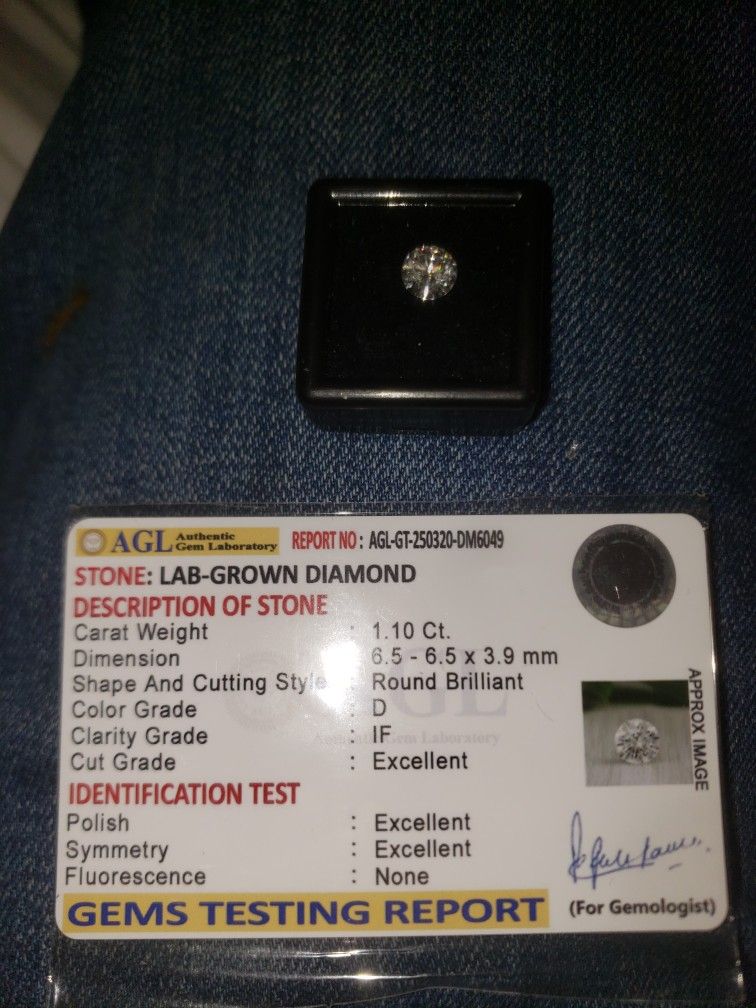 AGL Authentic Gem Laboratory REPORT NO : AGL-GT-250320-DM6049
STONE: LAB-GROWN DIAMOND
DESCRIPTION OF STONE
Carat Weight : 1.10 Ct.
Dimension : 6.5 - 6.5 x 3.9 mm
Shape And Cutting Style : Round Brilliant
Color Grade : D
Clarity Grade : IF
Cut Grade : Excellent
APPROX IMAGE
IDENTIFICATION TEST
Polish : Excellent
Symmetry : Excellent
Fluorescence : None
GEMS TESTING REPORT
(For Gemologist)